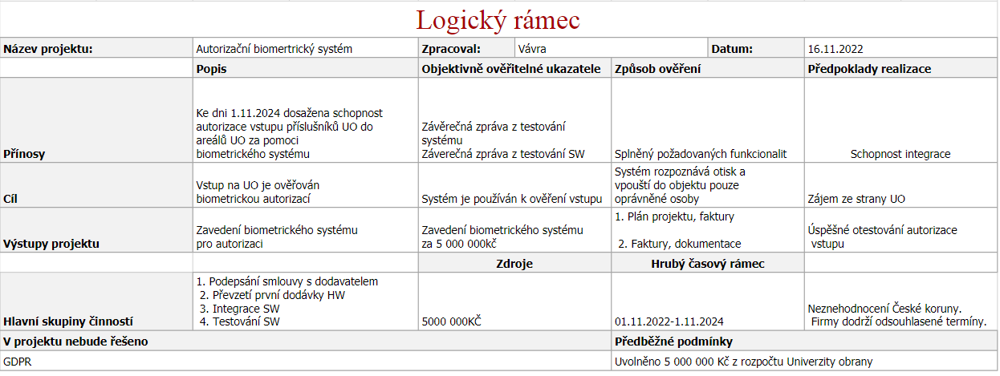 Logický rámec
Název projektu: Autorizační biomertrický systém Zpracoval: Vávra Datum: 16.11.2022
Popis Objektivně ověřitelné ukazatele Způsob ověření Předpoklady realizace
Přínosy
Ke dni 1.11.2024 dosažena schopnost
autorizace vstupu příslušníků UO do
areálů UO za pomoci
biometrického systému
Závěrečná zpráva z testování
systému
Záverečná zpráva z testování SW
Splněný požadovaných funkcionalit
Schopnost integrace
Cíl
Vstup na UO je ověřován
biometrickou autorizací
Systém je používán k ověření vstupu
Systém rozpoznává otisk a
vpouští do objektu pouze
oprávněné osoby
Zájem ze strany UO
Výstupy projektu
Zavedení biometrického systému
pro autorizaci
Zavedení biometrického systému
za 5 000 000kč
1. Plán projektu, faktury
2. Faktury, dokumentace
Úspěšné otestování autorizace
vstupu
Zdroje Hrubý časový rámec
Hlavní skupiny činností
1. Podepsání smlouvy s dodavatelem
2. Převzetí první dodávky HW
3. Integrace SW
4. Testování SW
5000 000KČ
01.11.2022-1.11.2024
Neznehodnocení České koruny.
Firmy dodrží odsouhlasené termíny.
V projektu nebude řešeno Předběžné podmínky
GDPR Uvolněno 5 000 000 Kč z rozpočtu Univerzity obrany